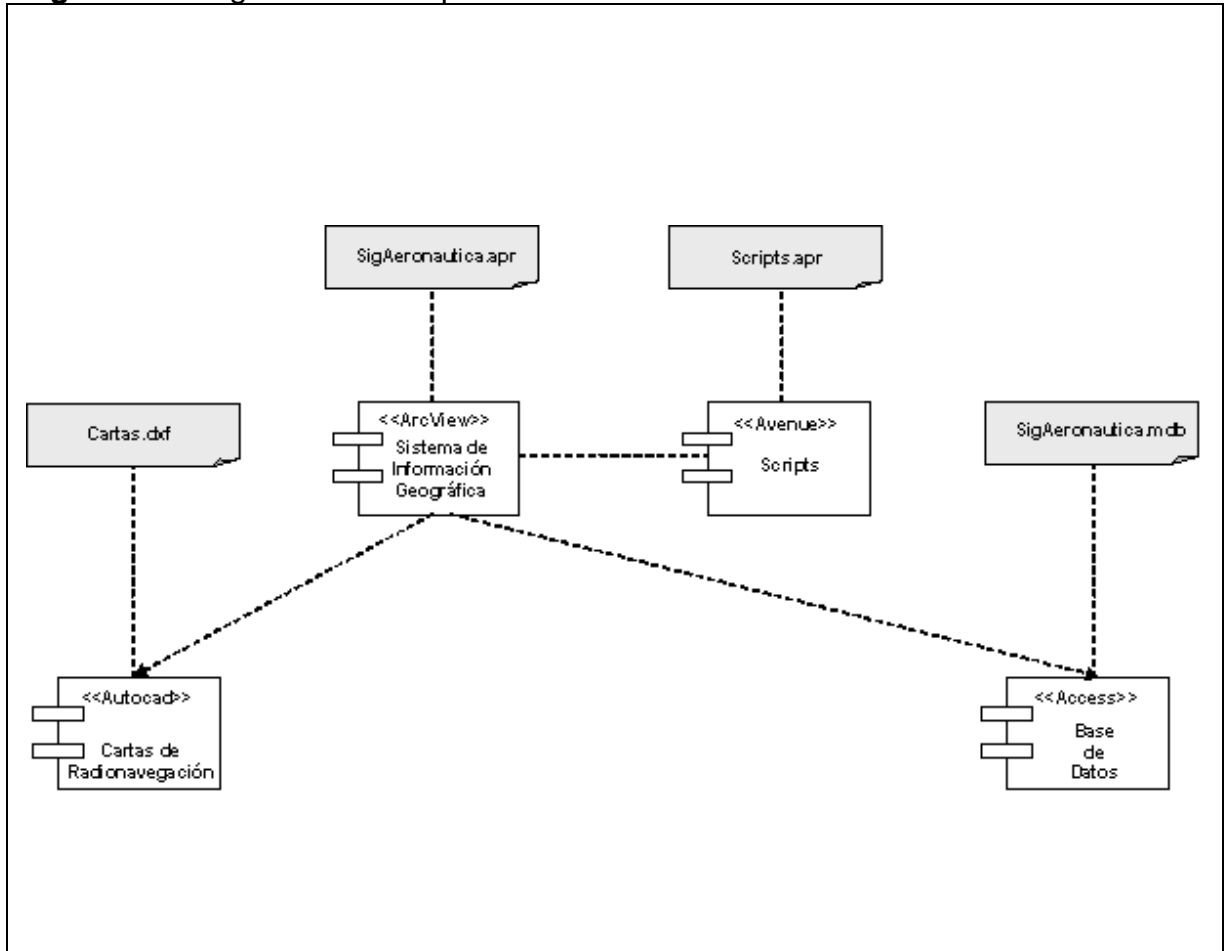 SigAeronautica.apr
Scripts.apr
Cartas.dxf
<<ArcView>>
Sistema de
Información
Geográfica
<<Avenue>>
Scripts
SigAeronautica.mdb
<<Autocad>>
Cartas de
Radionavegación
<<Access>>
Base
de
Datos